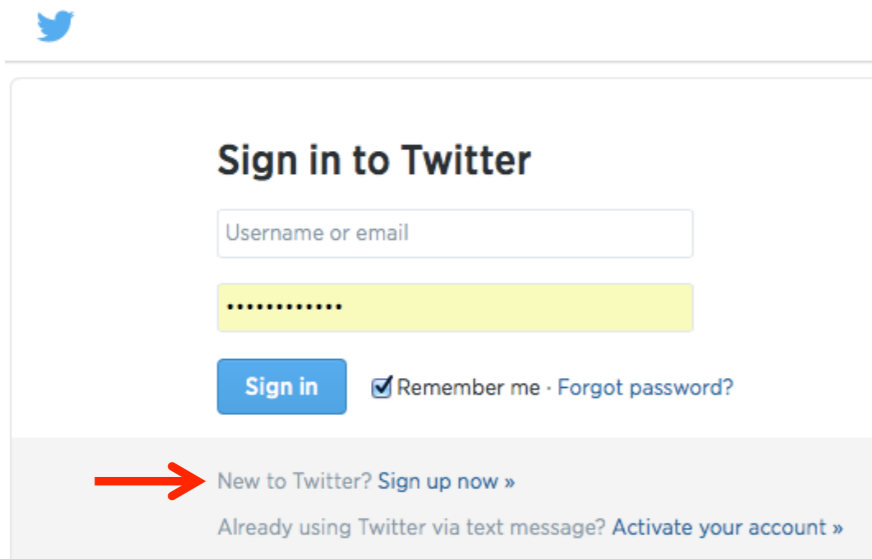 Sign in to Twitter
Username or email
••••••••••••
Sign in Remember me · Forgot password?
New to Twitter? Sign up now »
Already using Twitter via text message? Activate your account »